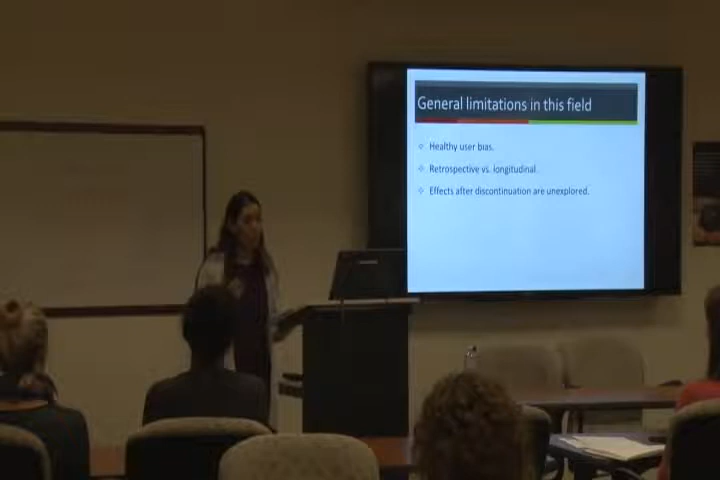 General limitations in this field
Healthy user bias.
Retrospective vs. longitudinal.
Effects after discontinuation are unexplored.